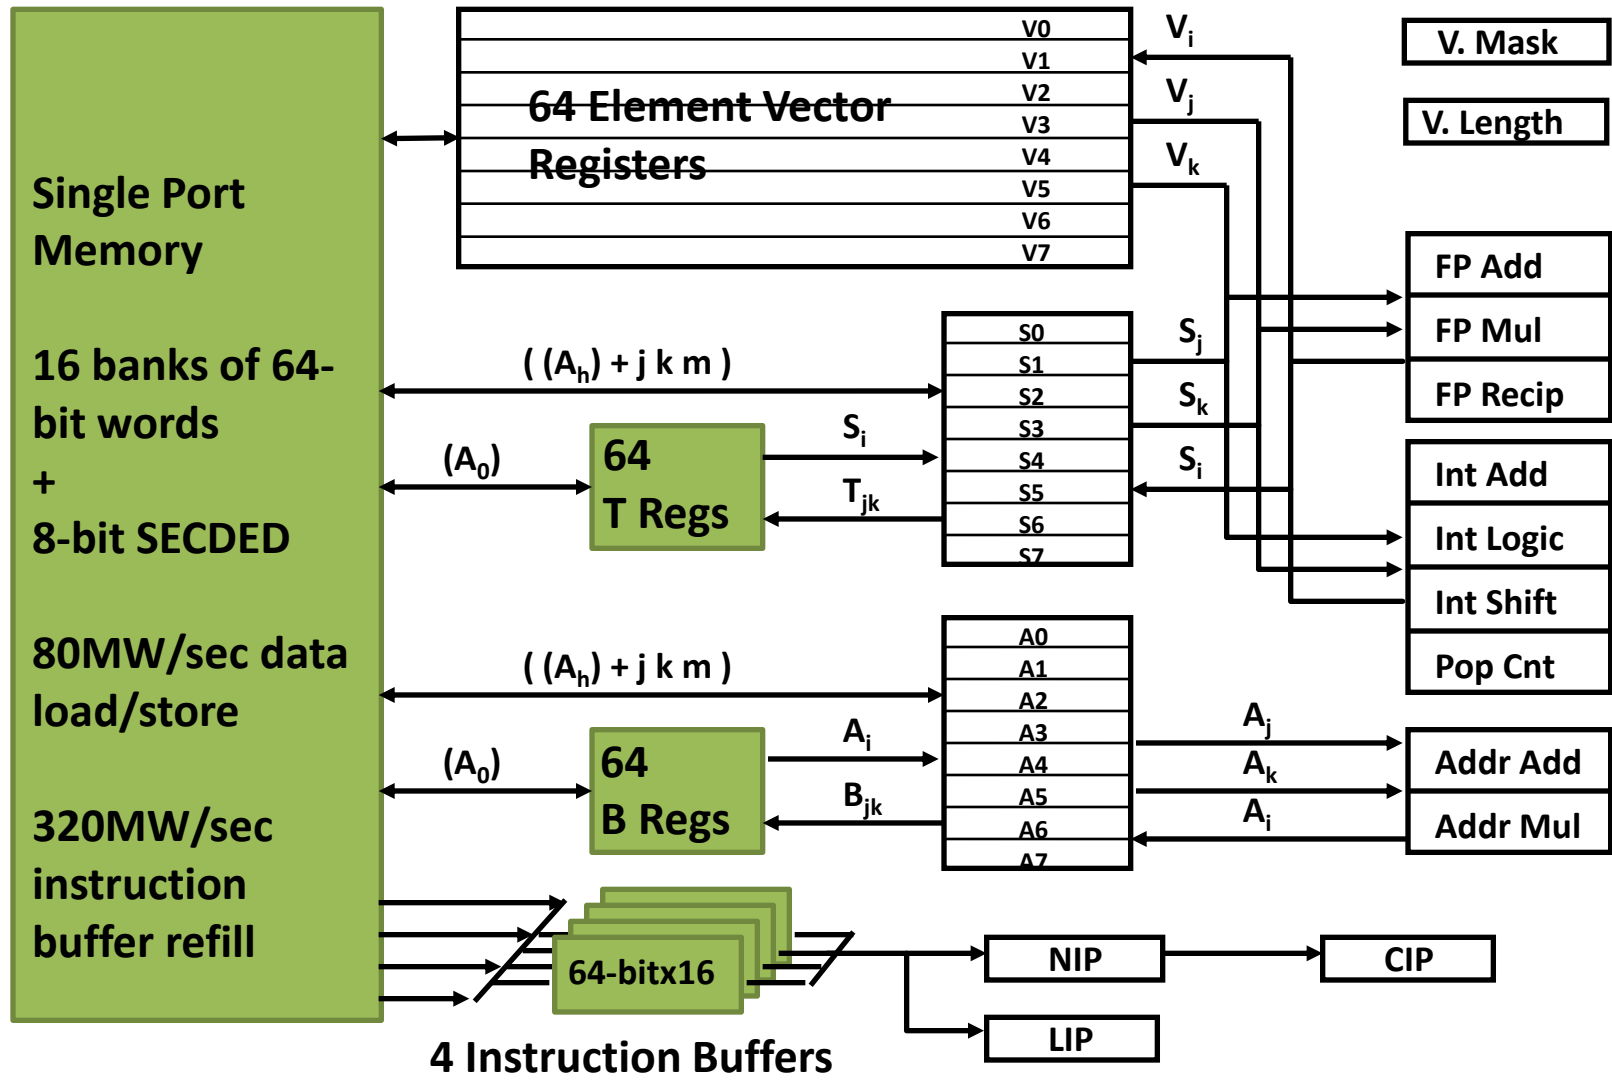 Single Port
Memory
16 banks of 64-
bit words
+
8-bit SECDED
80MW/sec data
load/store
320MW/sec
instruction
buffer refill
64 Element Vector
Registers
V0
V1
V2
V3
V4
V5
V6
V7
Vi
Vj
Vk
V. Mask
V. Length
FP Add
FP Mul
FP Recip
( (Ah) + j k m )
(A0)
64
T Regs
Si
Tjk
S0
S1
S2
S3
S4
S5
S6
S7
Sj
Sk
Si
Int Add
Int Logic
Int Shift
Pop Cnt
( (Ah) + j k m )
(A0)
64
B Regs
Ai
Bjk
A0
A1
A2
A3
A4
A5
A6
A7
Aj
Ak
Ai
Addr Add
Addr Mul
64-bitx16
4 Instruction Buffers
NIP
CIP
LIP